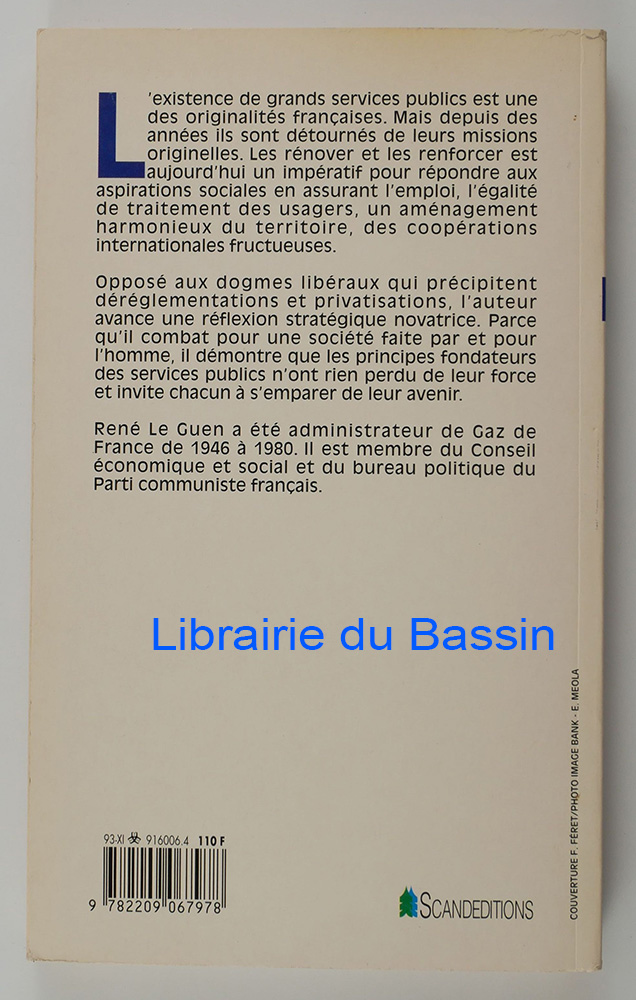 L'existence de grands services publics est une
des originalités françaises. Mais depuis des
années ils sont détournés de leurs missions
originelles. Les rénover et les renforcer est
aujourd'hui un impératif pour répondre aux
aspirations sociales en assurant l'emploi, l'égalité
de traitement des usagers, un aménagement
harmonieux du territoire, des coopérations
internationales fructueuses.
Opposé aux dogmes libéraux qui précipitent
déréglementations et privatisations, l'auteur
avance une réflexion stratégique novatrice. Parce
qu'il combat pour une société faite par et pour
l'homme, il démontre que les principes fondateurs
des services publics n'ont rien perdu de leur force
et invite chacun à s'emparer de leur avenir.
René Le Guen a été administrateur de Gaz de
France de 1946 à 1980. Il est membre du Conseil
économique et social et du bureau politique du
Parti communiste français.
Librairie du Bassin
COUVERTURE F. FÉRET/PHOTO IMAGE BANK - E. MEOLA
93-XI 916006.4 110 F
9 782209 067978
SCANDEDITIONS